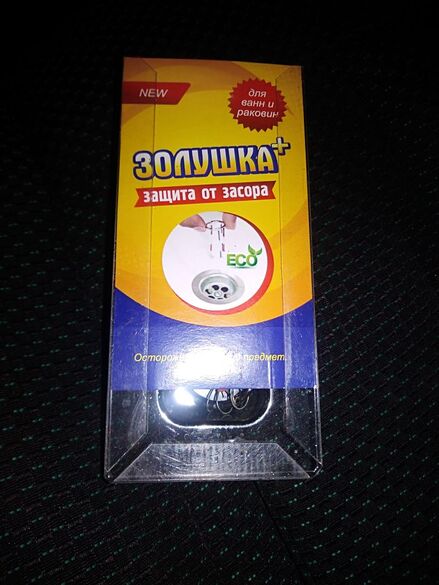 NEW
для
ванн и
раковин
ЗОЛУШКА+
защита от засора
ECO
предмет.